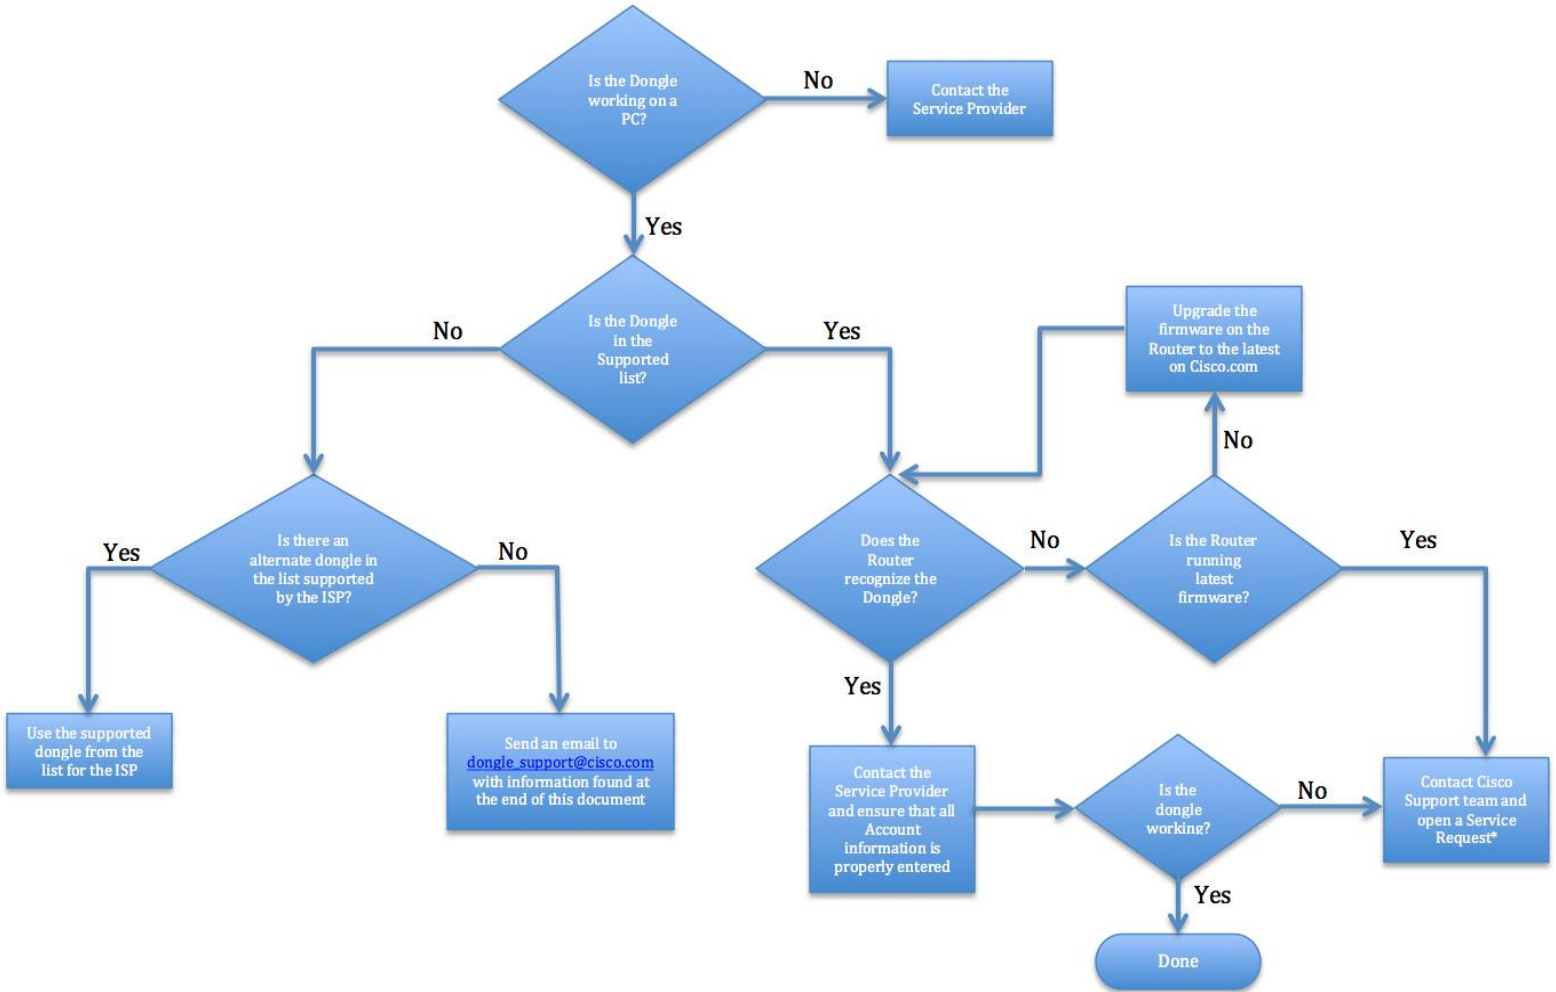 Is the Dongle
working on a
PC?
No
Contact the
Service Provider
Yes
Is the Dongle
in the
Supported
list?
No
Yes
Upgrade the
firmware on the
Router to the latest
on Cisco.com
No
Is there an
alternate dongle in
the list supported
by the ISP?
Yes
No
Does the
Router
recognize the
Dongle?
No
Is the Router
running
latest
firmware?
Yes
Use the supported
dongle from the
list for the ISP
Send an email to
dongle_support@cisco.com
with information found at
the end of this document
Yes
Contact the
Service Provider
and ensure that all
Account
information is
properly entered
Is the
dongle
working?
No
Contact Cisco
Support team and
open a Service
Request*
Yes
Done